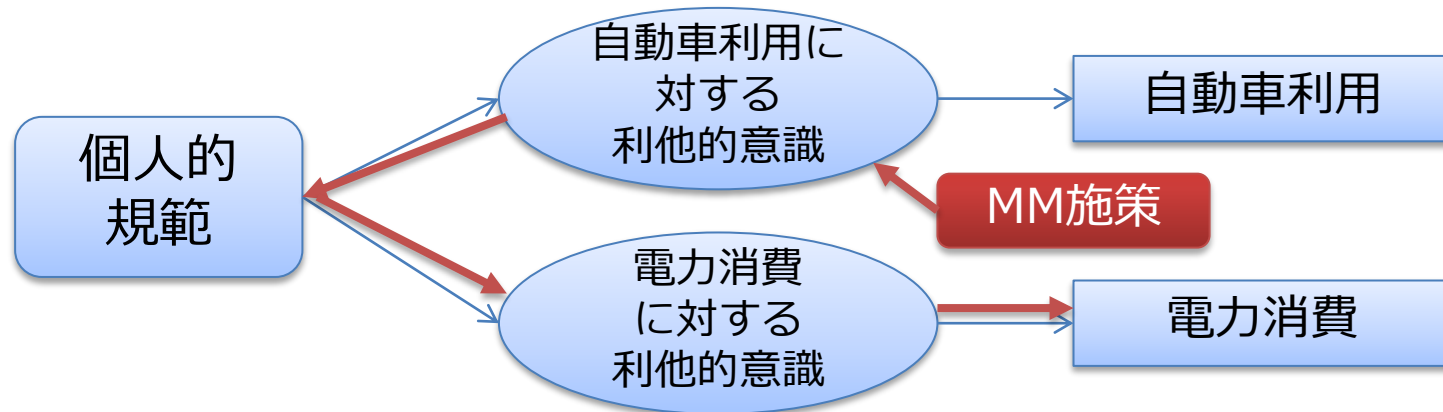 個人的
規範
自動車利用に
対する
利他的意識
自動車利用
MM施策
電力消費
に対する
利他的意識
電力消費